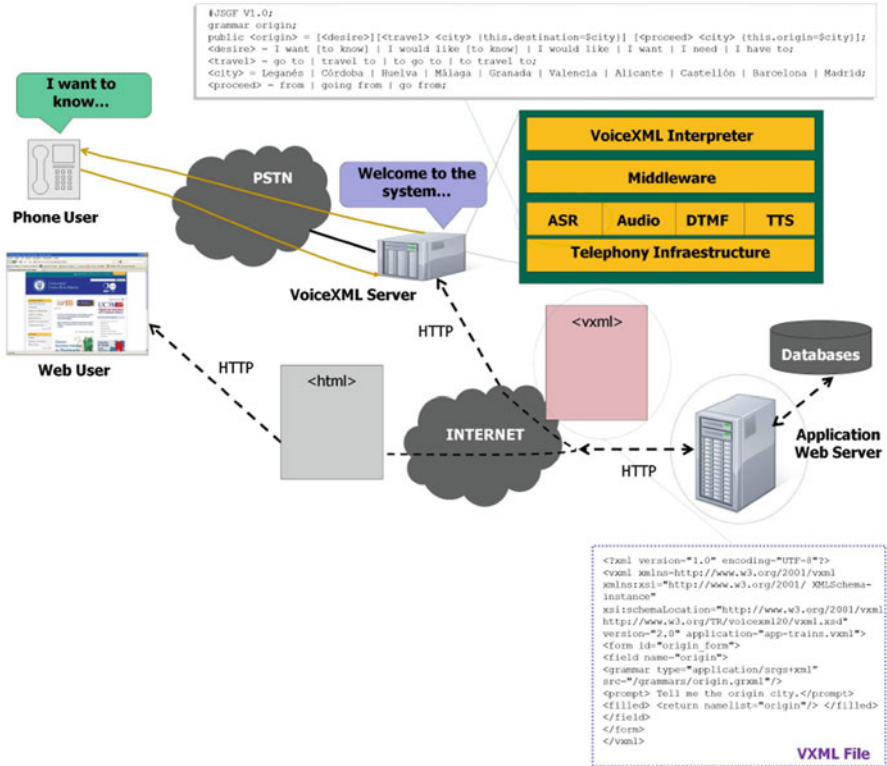 #JSGF V1.0;
grammar origin;
public <origin> = [<desire>][<travel> <city> {this.destination=$city}] [<proceed> <city> {this.origin=$city}];
<desire> = I want [to know] | I would like [to know] | I would like | I want | I need | I have to;
<travel> = go to | travel to | to go to | to travel to;
<city> = Leganés | Córdoba | Huelva | Málaga | Granada | Valencia | Alicante | Castellón | Barcelona | Madrid;
<proceed> = from | going from | go from;
I want to
know...
Phone User
PSTN
Welcome to the
system...
VoiceXML Server
VoiceXML Interpreter
Middleware
ASR
Audio
DTMF
TTS
Telephony Infraestructure
Web User
HTTP
<html>
HTTP
<vxml>
INTERNET
HTTP
Databases
Application
Web Server
<?xml version="1.0" encoding="UTF-8"?>
<vxml xmlns=http://www.w3.org/2001/vxml
xmlns:xsi="http://www.w3.org/2001/ XMLSchema-
instance"
xsi:schemaLocation="http://www.w3.org/2001/vxml
http://www.w3.org/TR/voicexml20/vxml.xsd"
version="2.0" application="app-trains.vxml">
<form id="origin_form">
<field name="origin">
<grammar type="application/srgs+xml"
src="/grammars/origin.grxml"/>
<prompt> Tell me the origin city.</prompt>
<filled> <return namelist="origin"/> </filled>
</field>
</form>
</vxml>
VXML File